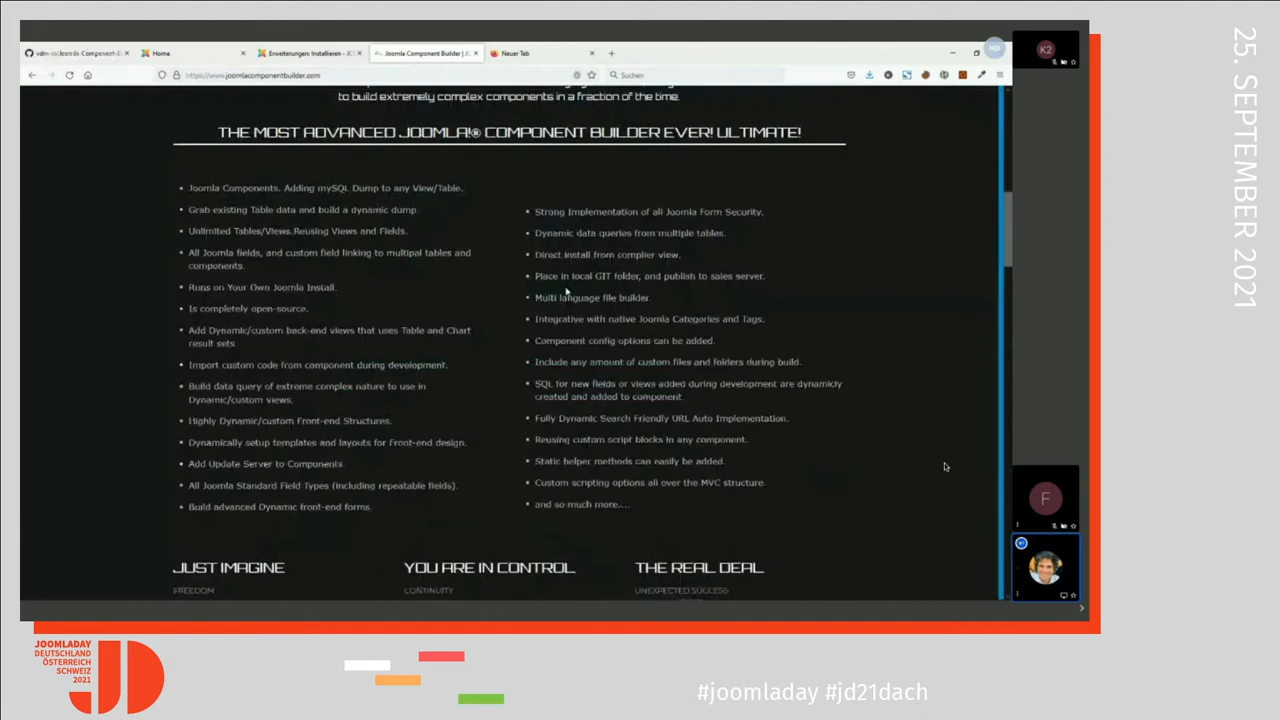 vdm-io/Joomla-Component-B
Home
Erweiterungen: Installieren - JC
Joomla Component Builder | J
Neuer Tab
https://www.joomlacomponentbuilder.com
Suchen
HD
K2
to build extremely complex components in a fraction of the time.
THE MOST ADVANCED JOOMLA!® COMPONENT BUILDER EVER! ULTIMATE!
Joomla Components. Adding mySQL Dump to any View/Table.
Grab existing Table data and build a dynamic dump.
Unlimited Tables/Views.Reusing Views and Fields.
All Joomla fields, and custom field linking to multipal tables and
components.
Runs on Your Own Joomla Install.
Is completely open-source.
Add Dynamic/custom back-end views that uses Table and Chart
result sets
Import custom code from component during development.
Build data query of extreme complex nature to use in
Dynamic/custom views.
Highly Dynamic/custom Front-end Structures.
Dynamically setup templates and layouts for Front-end design.
Add Update Server to Components.
All Joomla Standard Field Types (including repeatable fields).
Build advanced Dynamic front-end forms.
Strong Implementation of all Joomla Form Security.
Dynamic data queries from multiple tables.
Direct install from complier view.
Place in local GIT folder, and publish to sales server.
Multi language file builder.
Integrative with native Joomla Categories and Tags.
Component config options can be added.
Include any amount of custom files and folders during build.
SQL for new fields or views added during development are dynamicly
created and added to component.
Fully Dynamic Search Friendly URL Auto Implementation.
Reusing custom script blocks in any component.
Static helper methods can easily be added.
Custom scripting options all over the MVC structure.
and so much more....
JUST IMAGINE
FREEDOM
YOU ARE IN CONTROL
CONTINUITY
THE REAL DEAL
UNEXPECTED SUCCESS
F
25. SEPTEMBER 2021
JOOMLADAY
DEUTSCHLAND
ÖSTERREICH
SCHWEIZ
2021
JD
#joomladay #jd21dach